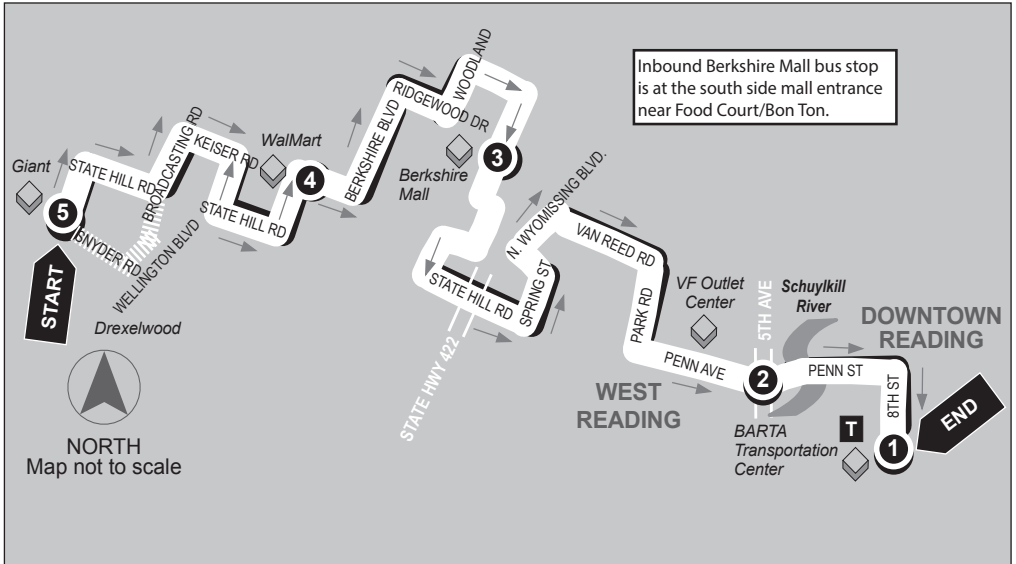 Inbound Berkshire Mall bus stop
is at the south side mall entrance
near Food Court/Bon Ton.
WOODLAND
RIDGEWOOD DR
BERKSHIRE BLVD
Berkshire
Mall
3
WalMart
4
KEISER RD
BROADCASTING RD
STATE HILL RD
STATE HILL RD
Giant
5
SNYDER RD
WELLINGTON BLVD
START
Drexelwood
NORTH
Map not to scale
N. WYOMISSING BLVD.
VAN REED RD
SPRING ST
STATE HILL RD
STATE HWY 422
PARK RD
VF Outlet
Center
5TH AVE
Schuylkill
River
DOWNTOWN
READING
PENN AVE
2
PENN ST
8TH ST
WEST
READING
BARTA
Transportation
Center
T
1
END